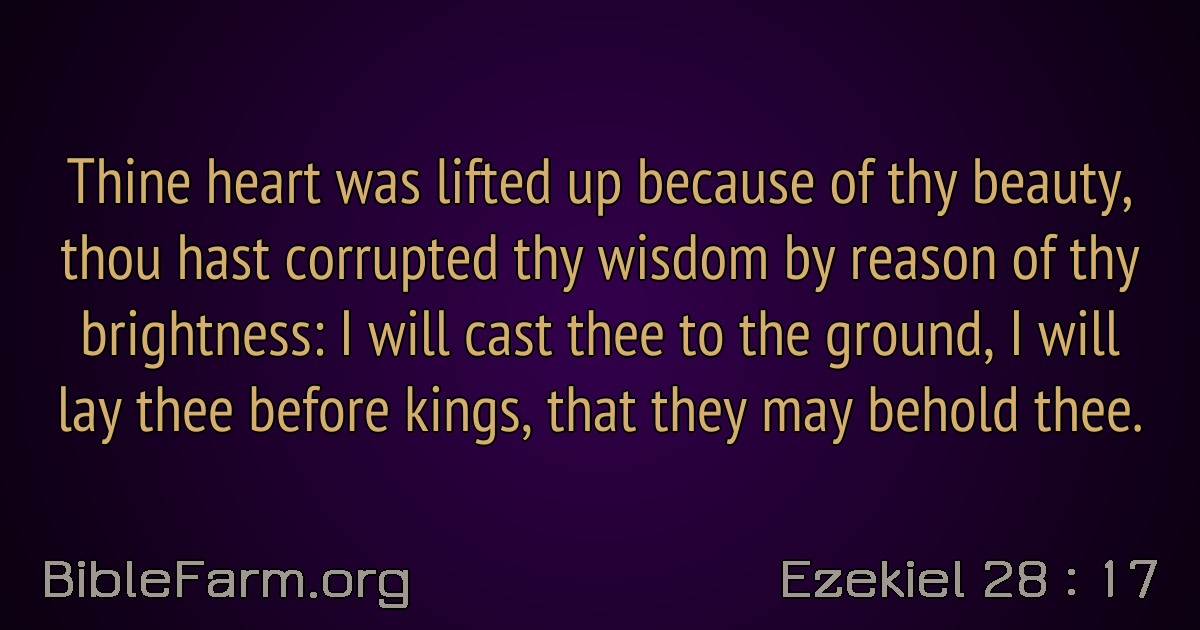 Thine heart was lifted up because of thy beauty,
thou hast corrupted thy wisdom by reason of thy
brightness: I will cast thee to the ground, I will
lay thee before kings, that they may behold thee.
BibleFarm.org
Ezekiel 28 : 17